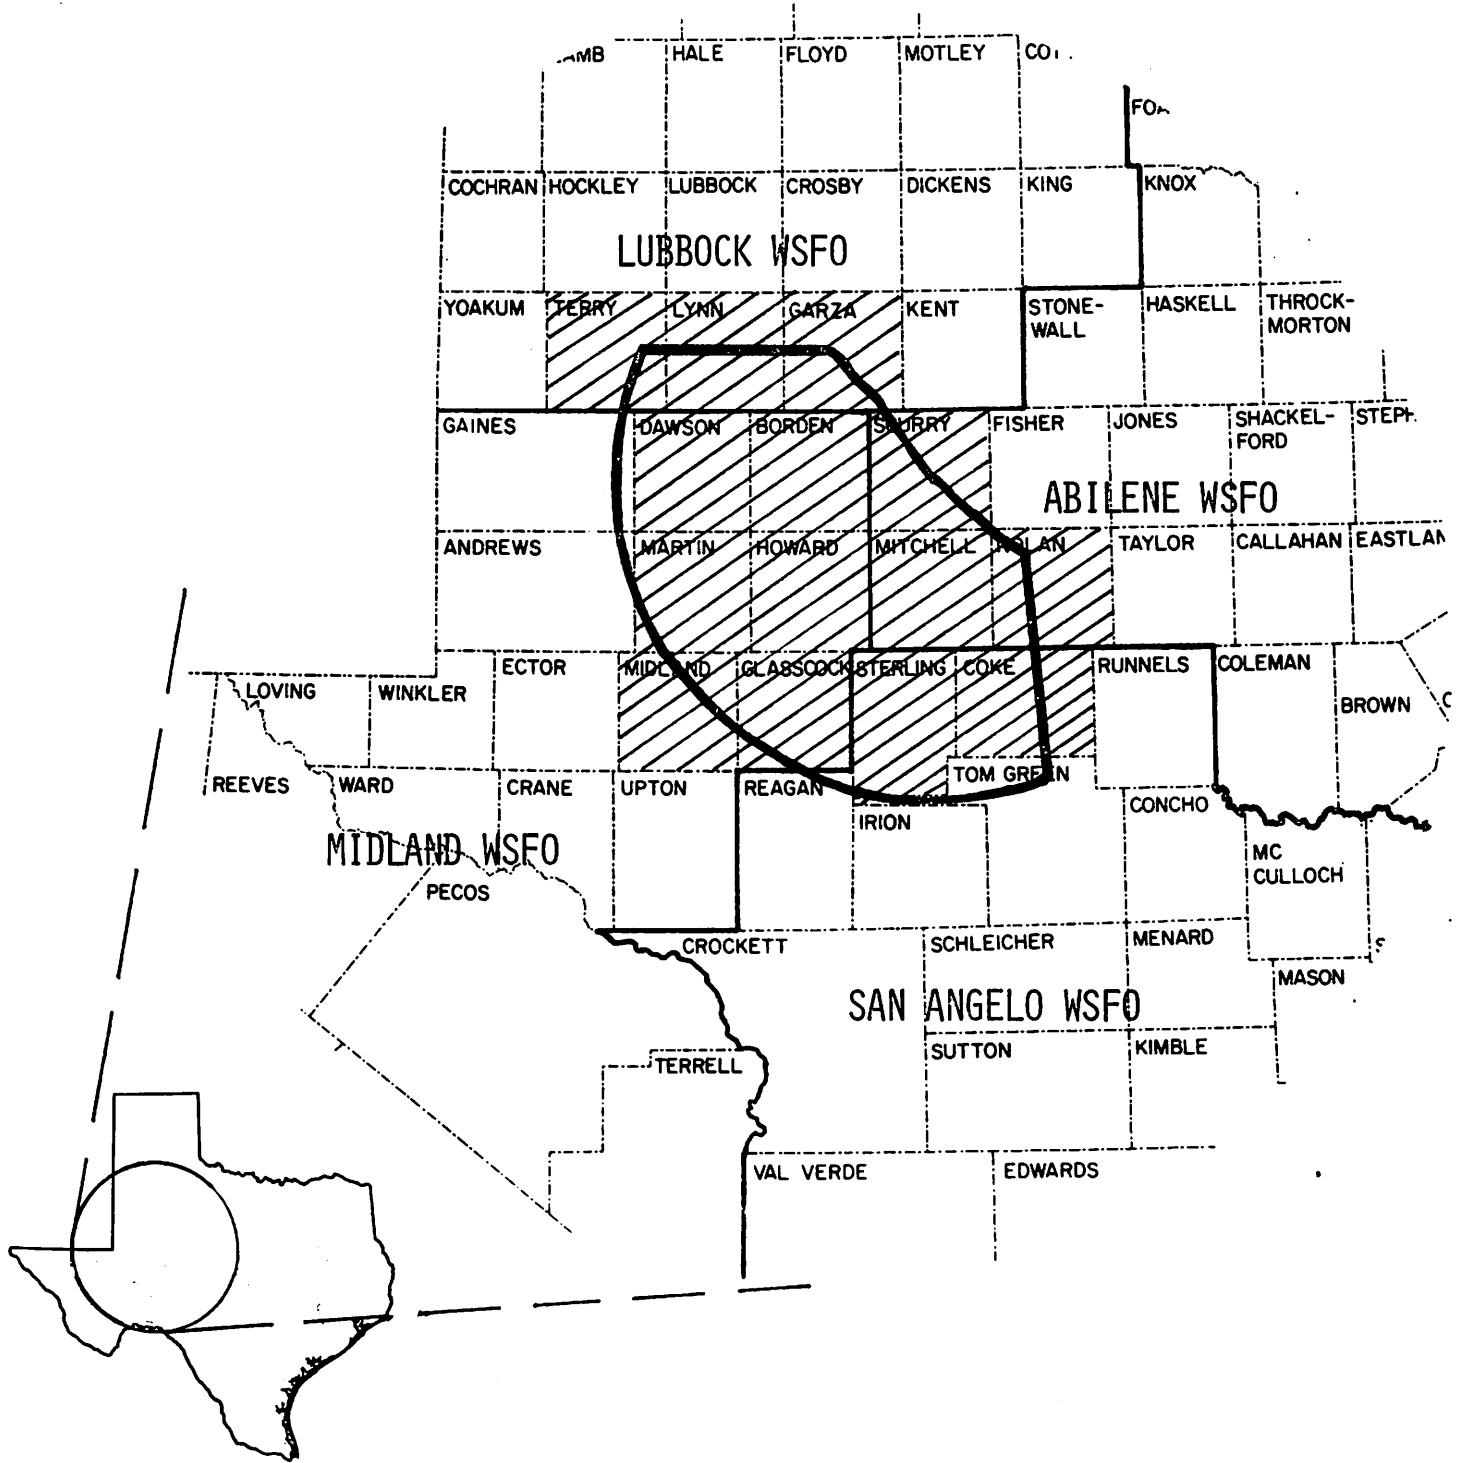 HALE FLOYD MOTLEY
COCHRAN HOCKLEY LUBBOCK CROSBY DICKENS KING KNOX
LUBBOCK WSFO
YOAKUM TERRY LYNN GARZA KENT STONE- HASKELL THROCK-
WALL MORTON
GAINES DAWSON BORDEN SCURRY FISHER JONES SHACKEL-
FORD
ABILENE WSFO
ANDREWS MARTIN HOWARD MITCHELL NOLAN TAYLOR CALLAHAN EASTLAN
ECTOR MIDLAND GLASSCOCK STERLING COKE RUNNELS COLEMAN
LOVING WINKLER BROWN
REEVES WARD CRANE UPTON REAGAN TOM GREEN
CONCHO
IRION
MIDLAND WSFO
MC
CULLOCH
PECOS
CROCKETT SCHLEICHER MENARD
MASON
SAN ANGELO WSFO
TERRELL SUTTON KIMBLE
VAL VERDE EDWARDS